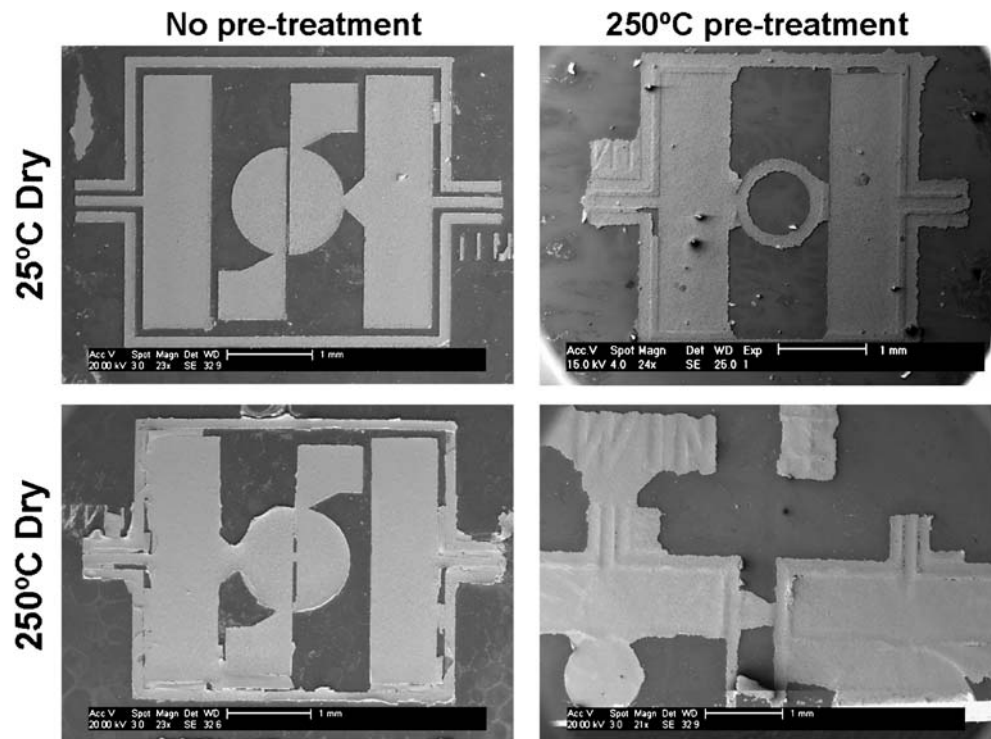 No pre-treatment
250ºC pre-treatment
25ºC Dry
Acc.V Spot Magn Det WD
20.00 kV 3.0 23x SE 32.9
1 mm
Acc.V Spot Magn Det WD Exp
15.0 kV 4.0 24x SE 25.0 1
1 mm
250ºC Dry
Acc.V Spot Magn Det WD
20.00 kV 3.0 23x SE 32.6
1 mm
Acc.V Spot Magn Det WD
20.00 kV 3.0 21x SE 32.9
1 mm